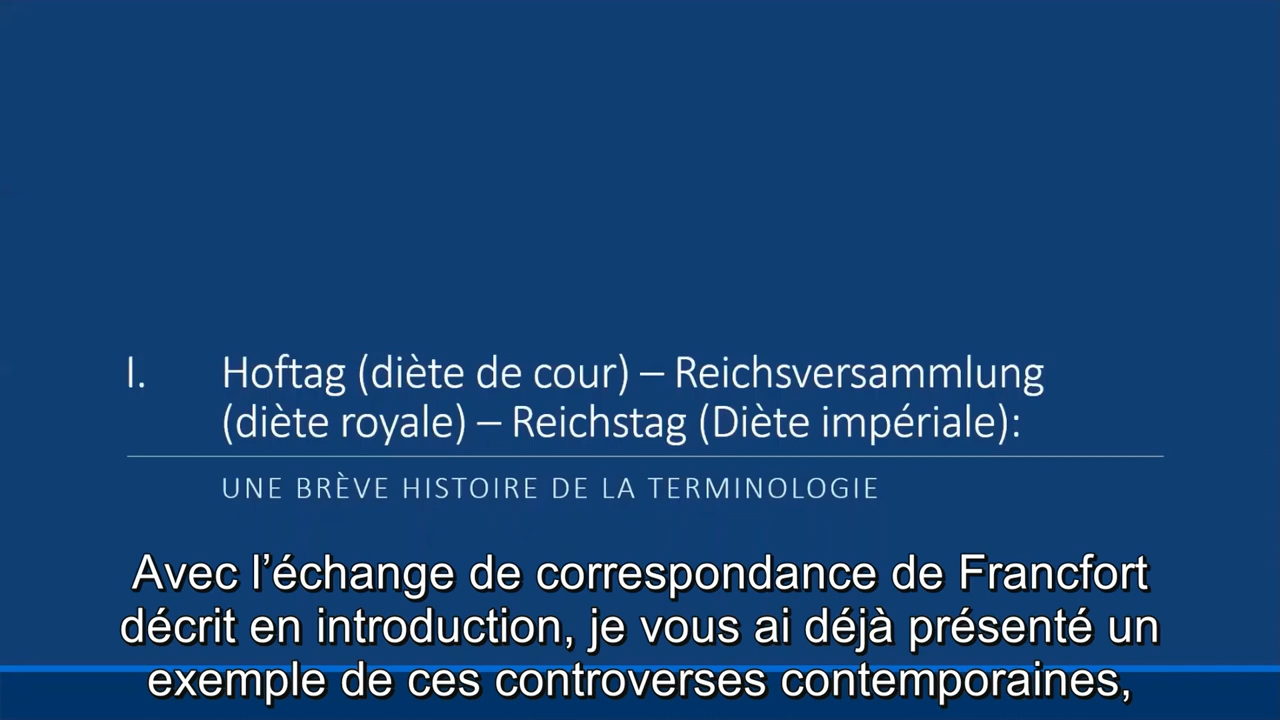 I. Hoftag (diète de cour) – Reichsversammlung
(diète royale) – Reichstag (Diète impériale):
UNE BRÈVE HISTOIRE DE LA TERMINOLOGIE
Avec l’échange de correspondance de Francfort
décrit en introduction, je vous ai déjà présenté un
exemple de ces controverses contemporaines,